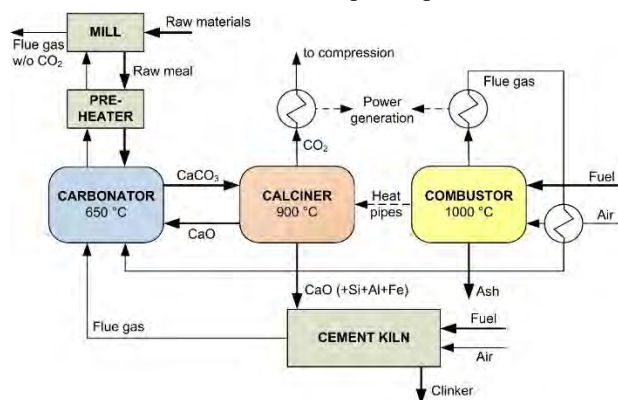 Raw materials
MILL
Flue gas
w/o CO₂
Raw meal
PRE-
HEATER
to compression
Power
generation
Flue gas
CO₂
CARBONATOR
650 °C
CaCO₃
CaO
CALCINER
900 °C
Heat
pipes
COMBUSTOR
1000 °C
Fuel
Air
CaO (+Si+Al+Fe)
Ash
Flue gas
CEMENT KILN
Fuel
Air
Clinker